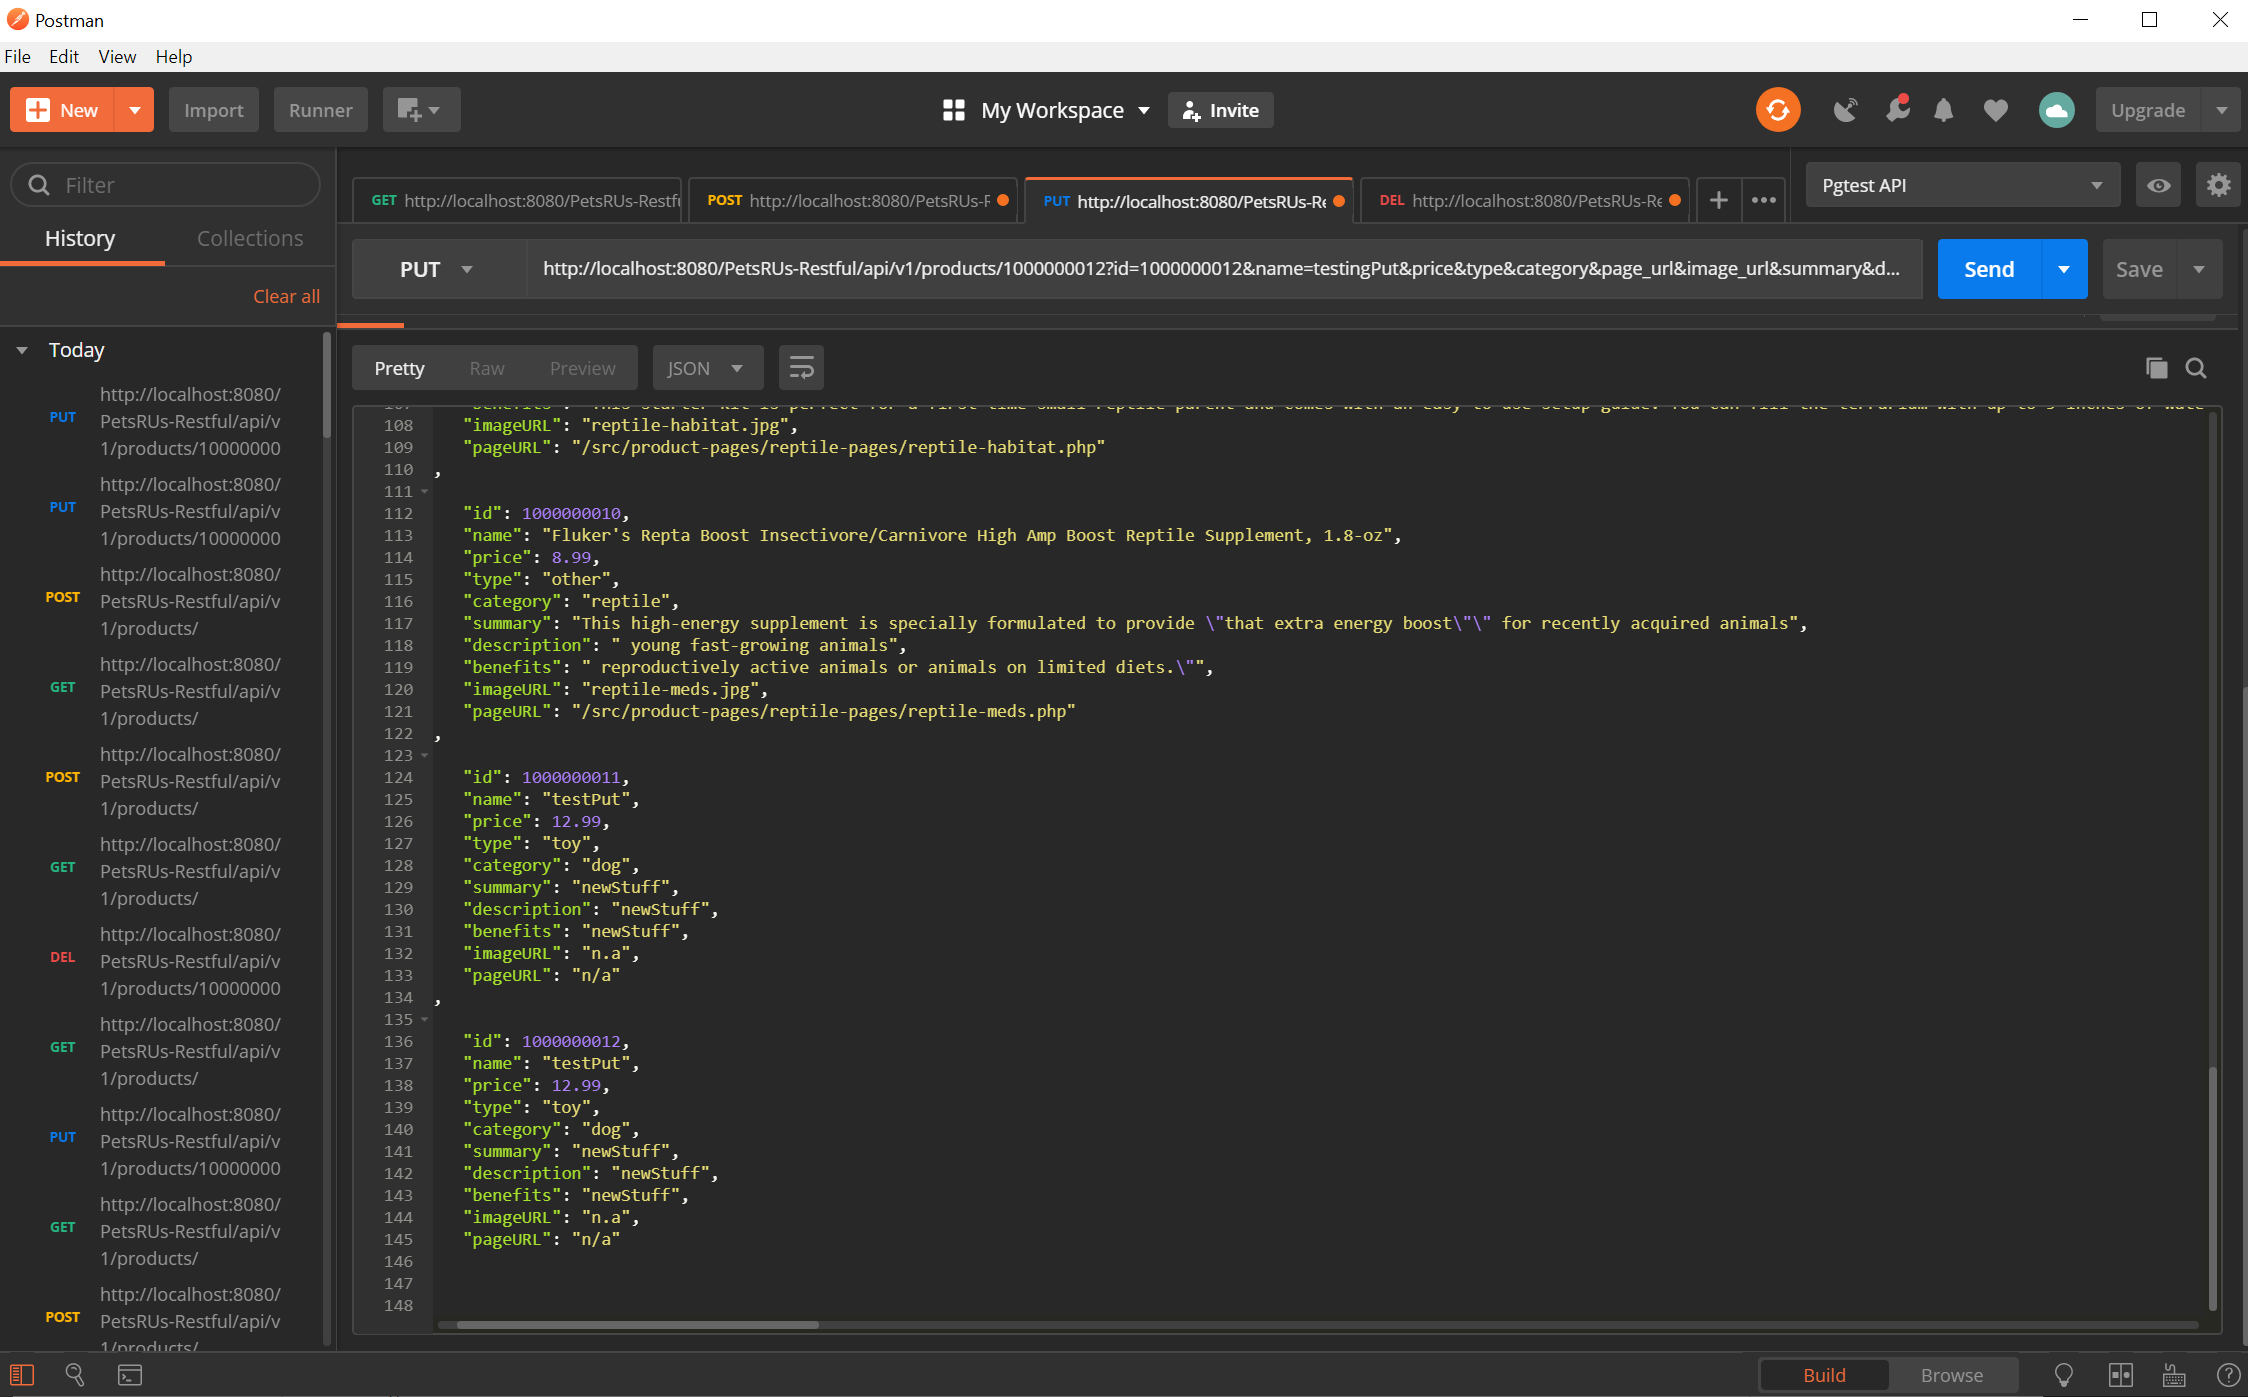 Postman
File Edit View Help
New Import Runner My Workspace Invite Upgrade
Filter
History Collections
Clear all
Today
PUT http://localhost:8080/
PetsRUs-Restful/api/v
1/products/10000000
PUT http://localhost:8080/
PetsRUs-Restful/api/v
1/products/10000000
POST http://localhost:8080/
PetsRUs-Restful/api/v
1/products/
GET http://localhost:8080/
PetsRUs-Restful/api/v
1/products/
POST http://localhost:8080/
PetsRUs-Restful/api/v
1/products/
GET http://localhost:8080/
PetsRUs-Restful/api/v
1/products/
DEL http://localhost:8080/
PetsRUs-Restful/api/v
1/products/10000000
GET http://localhost:8080/
PetsRUs-Restful/api/v
1/products/
PUT http://localhost:8080/
PetsRUs-Restful/api/v
1/products/10000000
GET http://localhost:8080/
PetsRUs-Restful/api/v
1/products/
POST http://localhost:8080/
PetsRUs-Restful/api/v
1/products/
GET http://localhost:8080/PetsRUs-Restfu POST http://localhost:8080/PetsRUs-R PUT http://localhost:8080/PetsRUs-Re DEL http://localhost:8080/PetsRUs-Re + ••• Pgtest API
PUT http://localhost:8080/PetsRUs-Restful/api/v1/products/1000000012?id=1000000012&name=testingPut&price&type&category&page_url&image_url&summary&d... Send Save
Pretty Raw Preview JSON
108 "imageURL": "reptile-habitat.jpg",
109 "pageURL": "/src/product-pages/reptile-pages/reptile-habitat.php"
110 ,
111
112 "id": 1000000010,
113 "name": "Fluker's Repta Boost Insectivore/Carnivore High Amp Boost Reptile Supplement, 1.8-oz",
114 "price": 8.99,
115 "type": "other",
116 "category": "reptile",
117 "summary": "This high-energy supplement is specially formulated to provide \"that extra energy boost\"\" for recently acquired animals",
118 "description": " young fast-growing animals",
119 "benefits": " reproductively active animals or animals on limited diets.\"",
120 "imageURL": "reptile-meds.jpg",
121 "pageURL": "/src/product-pages/reptile-pages/reptile-meds.php"
122 ,
123
124 "id": 1000000011,
125 "name": "testPut",
126 "price": 12.99,
127 "type": "toy",
128 "category": "dog",
129 "summary": "newStuff",
130 "description": "newStuff",
131 "benefits": "newStuff",
132 "imageURL": "n.a",
133 "pageURL": "n/a"
134 ,
135
136 "id": 1000000012,
137 "name": "testPut",
138 "price": 12.99,
139 "type": "toy",
140 "category": "dog",
141 "summary": "newStuff",
142 "description": "newStuff",
143 "benefits": "newStuff",
144 "imageURL": "n.a",
145 "pageURL": "n/a"
146
147
148
Build Browse